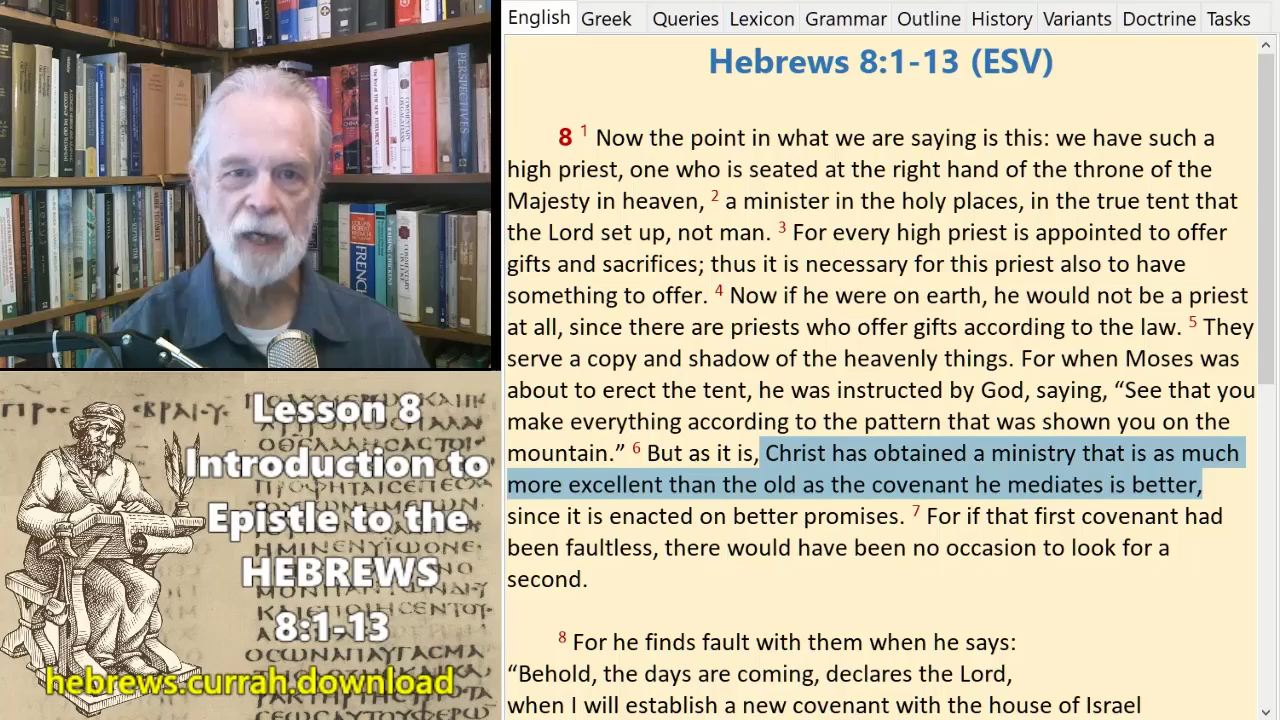 English Greek Queries Lexicon Grammar Outline History Variants Doctrine Tasks
Hebrews 8:1-13 (ESV)
8 1 Now the point in what we are saying is this: we have such a
high priest, one who is seated at the right hand of the throne of the
Majesty in heaven, 2 a minister in the holy places, in the true tent that
the Lord set up, not man. 3 For every high priest is appointed to offer
gifts and sacrifices; thus it is necessary for this priest also to have
something to offer. 4 Now if he were on earth, he would not be a priest
at all, since there are priests who offer gifts according to the law. 5 They
serve a copy and shadow of the heavenly things. For when Moses was
about to erect the tent, he was instructed by God, saying, “See that you
make everything according to the pattern that was shown you on the
mountain.” 6 But as it is, Christ has obtained a ministry that is as much
more excellent than the old as the covenant he mediates is better,
since it is enacted on better promises. 7 For if that first covenant had
been faultless, there would have been no occasion to look for a
second.
8 For he finds fault with them when he says:
“Behold, the days are coming, declares the Lord,
when I will establish a new covenant with the house of Israel
PERSPECTIVES
FRENCH
Lesson 8
Introduction to
Epistle to the
HEBREWS
8:1-13
hebrews.currah.download